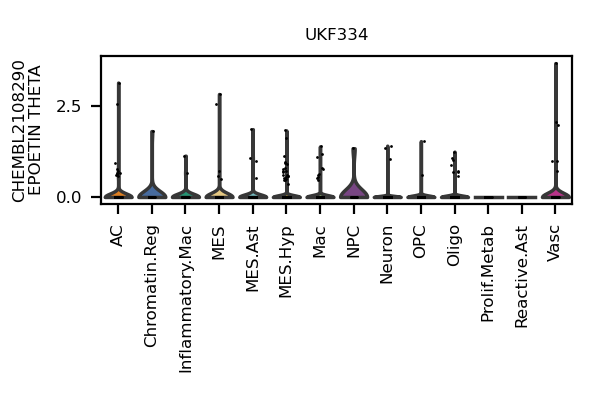 UKF334
CHEMBL2108290
EPOETIN THETA
2.5
0.0
AC
Chromatin.Reg
Inflammatory.Mac
MES
MES.Ast
MES.Hyp
Mac
NPC
Neuron
OPC
Oligo
Prolif.Metab
Reactive.Ast
Vasc